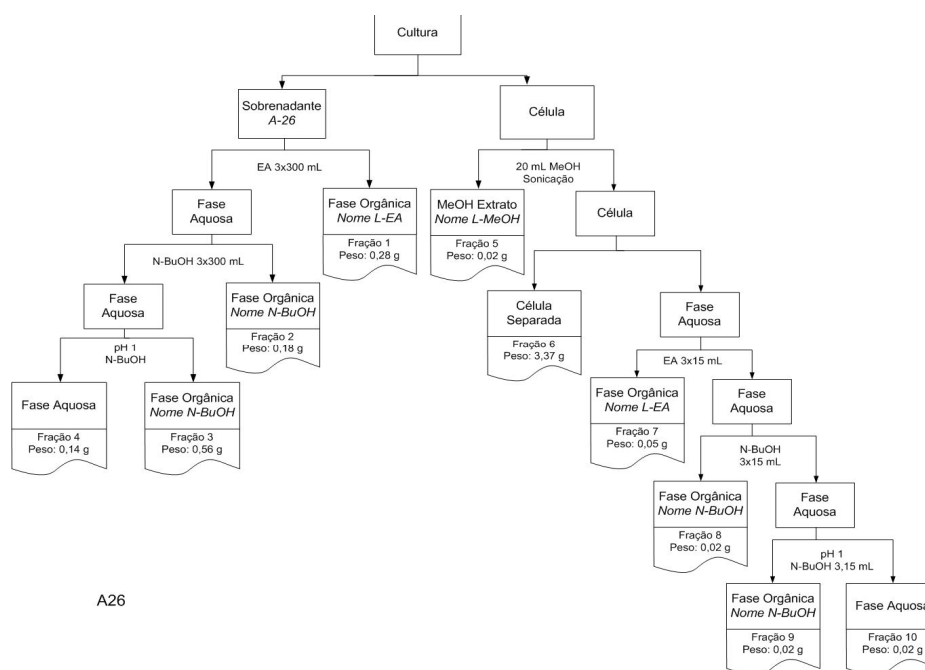 Cultura
Sobrenadante
A-26
Célula
EA 3x300 mL
20 mL MeOH
Sonicação
Fase
Aquosa
Fase Orgânica
Nome L-EA
Fração 1
Peso: 0,28 g
MeOH Extrato
Nome L-MeOH
Fração 5
Peso: 0,02 g
Célula
N-BuOH 3x300 mL
Fase
Aquosa
Fase Orgânica
Nome N-BuOH
Fração 2
Peso: 0,18 g
Célula
Separada
Fração 6
Peso: 3,37 g
Fase
Aquosa
pH 1
N-BuOH
EA 3x15 mL
Fase Aquosa
Fração 4
Peso: 0,14 g
Fase Orgânica
Nome N-BuOH
Fração 3
Peso: 0,56 g
Fase Orgânica
Nome L-EA
Fração 7
Peso: 0,05 g
Fase
Aquosa
N-BuOH
3x15 mL
Fase Orgânica
Nome N-BuOH
Fração 8
Peso: 0,02 g
Fase
Aquosa
pH 1
N-BuOH 3,15 mL
Fase Orgânica
Nome N-BuOH
Fração 9
Peso: 0,02 g
Fase Aquosa
Fração 10
Peso: 0,02 g
A26